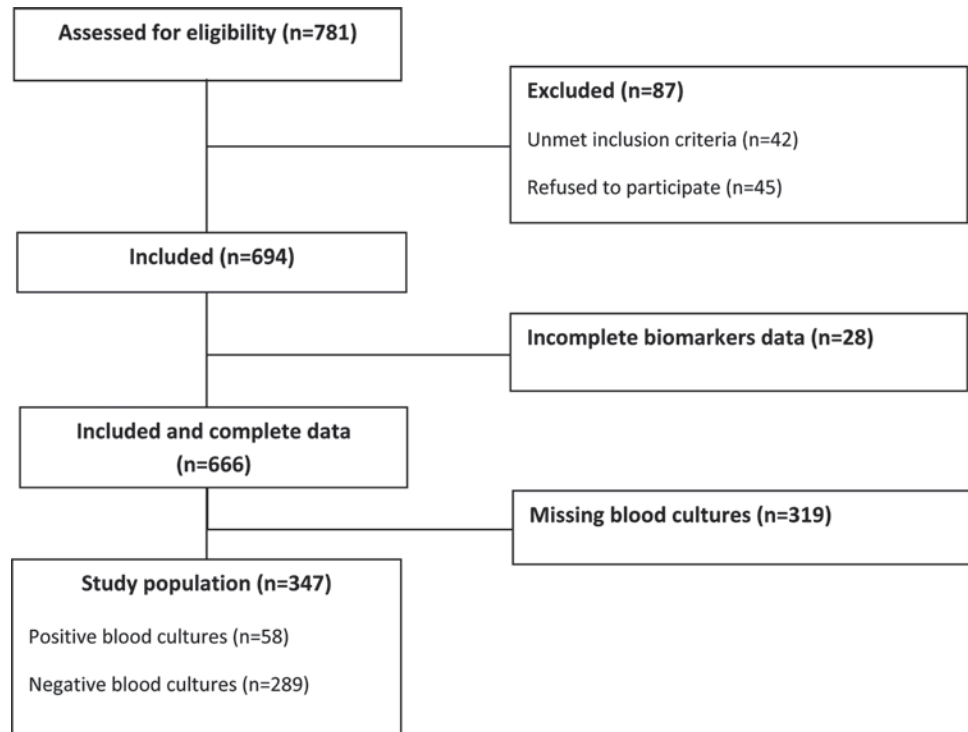 Assessed for eligibility (n=781)
Excluded (n=87)
Unmet inclusion criteria (n=42)
Refused to participate (n=45)
Included (n=694)
Incomplete biomarkers data (n=28)
Included and complete data
(n=666)
Missing blood cultures (n=319)
Study population (n=347)
Positive blood cultures (n=58)
Negative blood cultures (n=289)